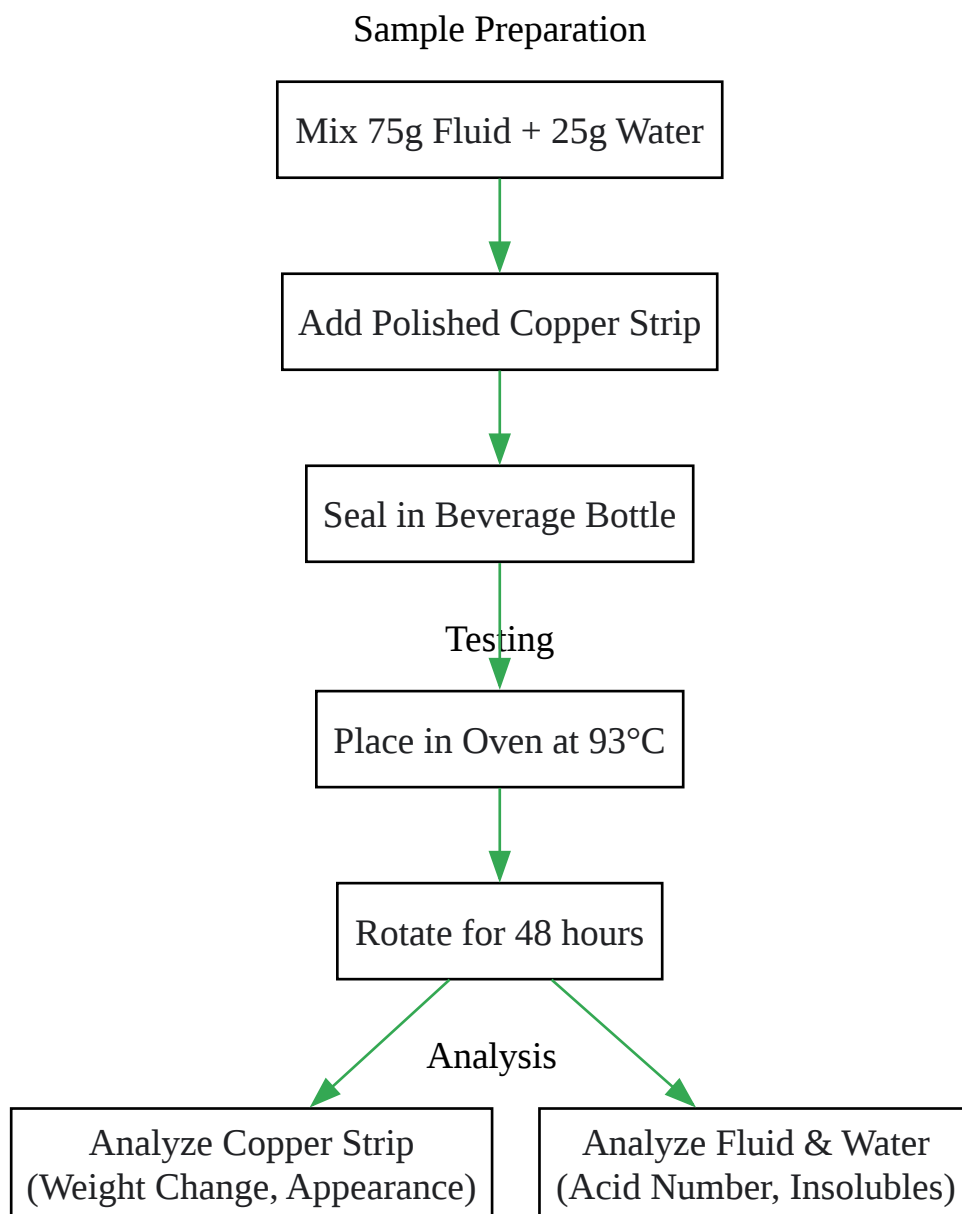 Sample Preparation
Mix 75g Fluid + 25g Water
Add Polished Copper Strip
Seal in Beverage Bottle
Testing
Place in Oven at 93°C
Rotate for 48 hours
Analysis
Analyze Copper Strip
(Weight Change, Appearance)
Analyze Fluid & Water
(Acid Number, Insolubles)